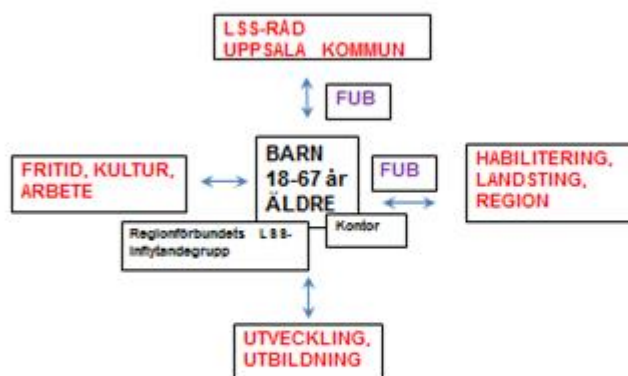 LSS-RÅD
UPPSALA KOMMUN
FUB
FRITID, KULTUR,
ARBETE
BARN
18-67 år
ÄLDRE
FUB
HABILITERING,
LANDSTING,
REGION
Regionförbundets LSS-
Inflytandegrupp
Kontor
UTVECKLING,
UTBILDNING